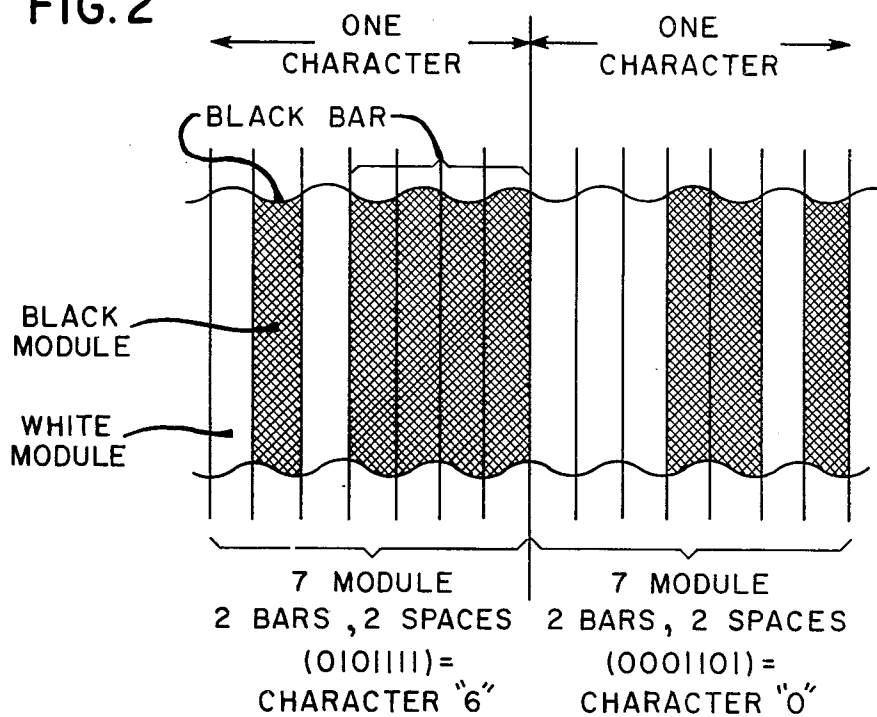 FIG. 2
ONE
CHARACTER
ONE
CHARACTER
BLACK BAR
BLACK
MODULE
WHITE
MODULE
7 MODULE
2 BARS, 2 SPACES
(0101111)=
CHARACTER "6"
7 MODULE
2 BARS, 2 SPACES
(0001101)=
CHARACTER "0"